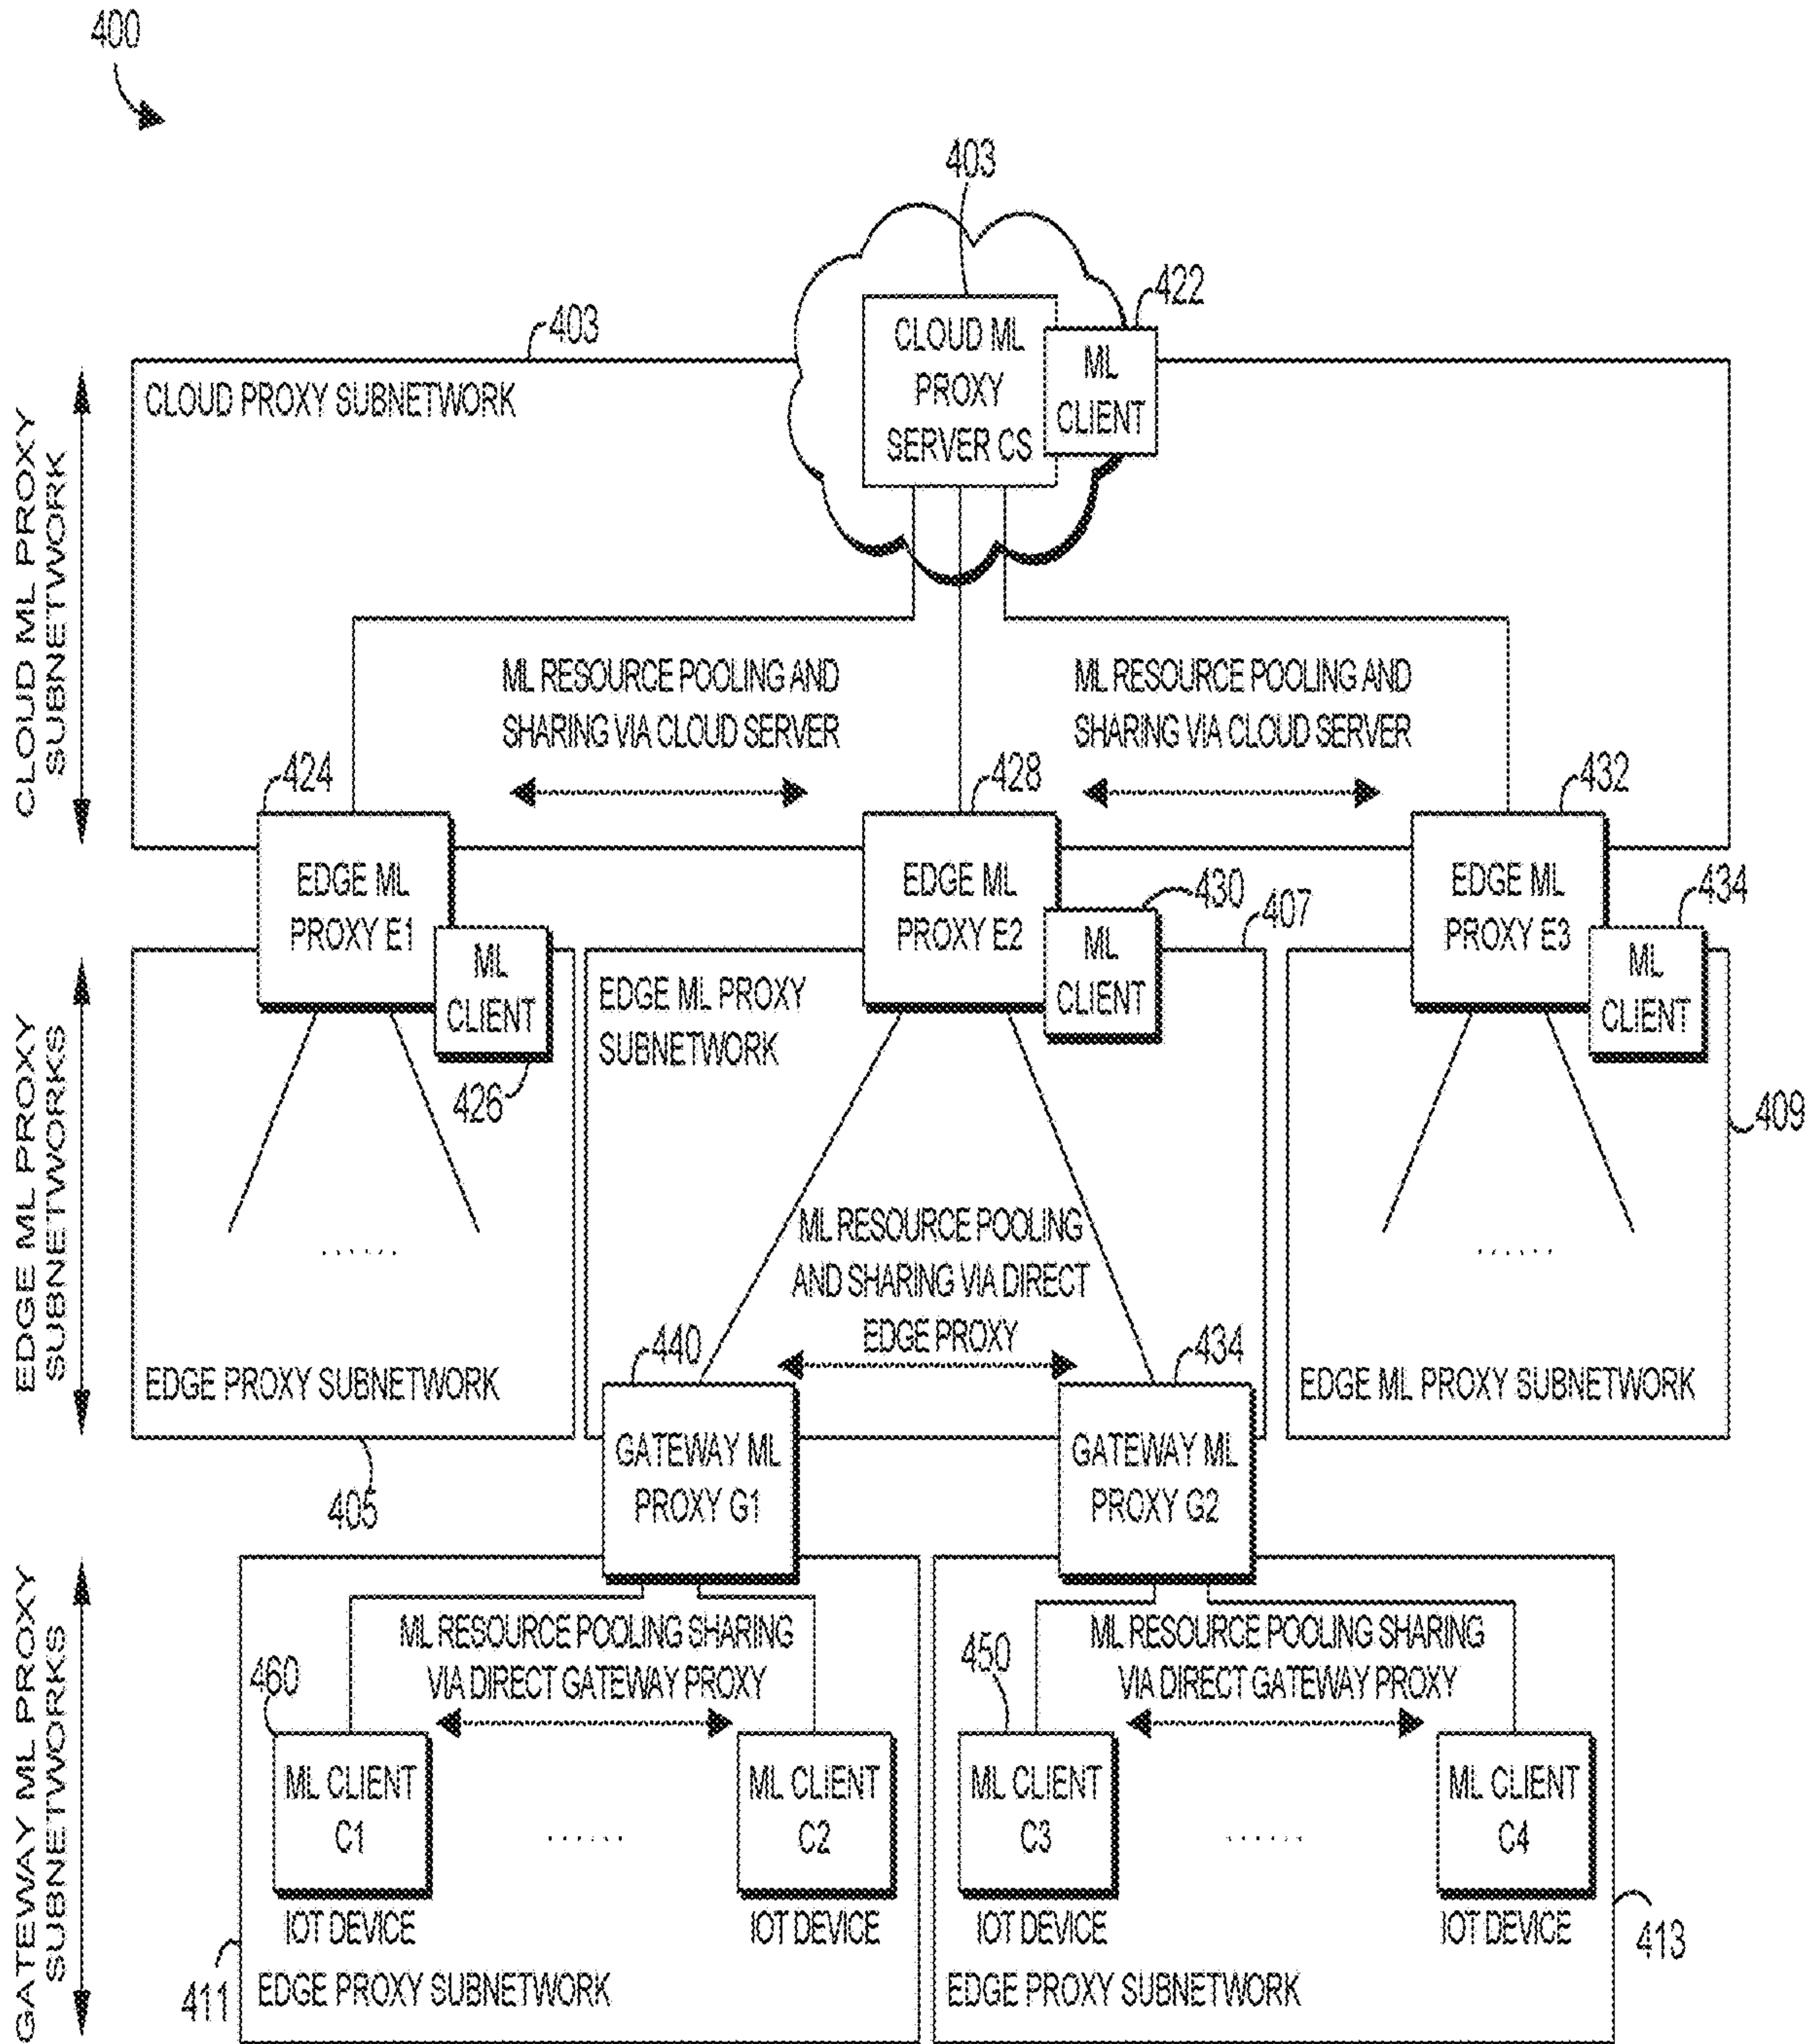 400
403
403
422
CLOUD ML
PROXY
SERVER CS
ML
CLIENT
CLOUD PROXY SUBNETWORK
CLOUD ML PROXY
SUBNETWORK
ML RESOURCE POOLING AND
SHARING VIA CLOUD SERVER
ML RESOURCE POOLING AND
SHARING VIA CLOUD SERVER
424
428
432
EDGE ML
PROXY E1
ML
CLIENT
426
EDGE ML
PROXY E2
430
407
ML
CLIENT
EDGE ML
PROXY E3
434
ML
CLIENT
EDGE ML PROXY
SUBNETWORKS
EDGE ML PROXY
SUBNETWORK
409
......
......
ML RESOURCE POOLING
AND SHARING VIA DIRECT
EDGE PROXY
440
434
EDGE PROXY SUBNETWORK
EDGE ML PROXY SUBNETWORK
405
GATEWAY ML
PROXY G1
GATEWAY ML
PROXY G2
GATEWAY ML PROXY
SUBNETWORKS
ML RESOURCE POOLING SHARING
VIA DIRECT GATEWAY PROXY
ML RESOURCE POOLING SHARING
VIA DIRECT GATEWAY PROXY
460
450
ML CLIENT
C1
......
ML CLIENT
C2
ML CLIENT
C3
......
ML CLIENT
C4
IOT DEVICE
IOT DEVICE
IOT DEVICE
IOT DEVICE
411
EDGE PROXY SUBNETWORK
EDGE PROXY SUBNETWORK
413